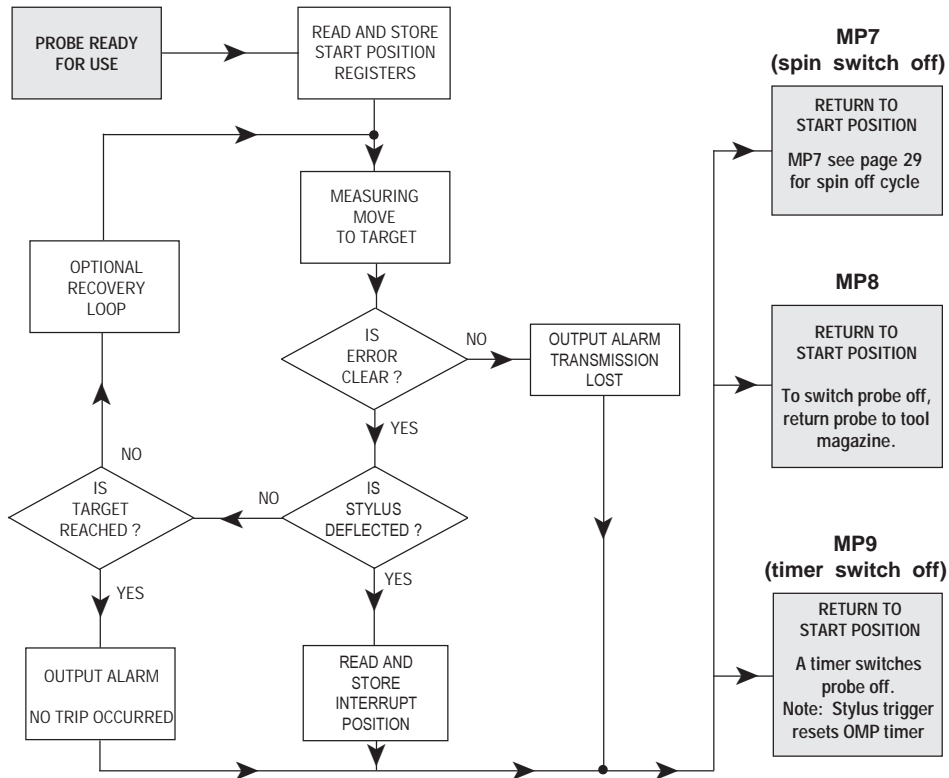 PROBE READY
FOR USE
READ AND STORE
START POSITION
REGISTERS
MEASURING
MOVE
TO TARGET
OPTIONAL
RECOVERY
LOOP
IS
ERROR
CLEAR ?
NO
OUTPUT ALARM
TRANSMISSION
LOST
YES
IS
STYLUS
DEFLECTED ?
NO
IS
TARGET
REACHED ?
NO
YES
YES
OUTPUT ALARM
NO TRIP OCCURRED
READ AND
STORE
INTERRUPT
POSITION
MP7
(spin switch off)
RETURN TO
START POSITION
MP7 see page 29
for spin off cycle
MP8
RETURN TO
START POSITION
To switch probe off,
return probe to tool
magazine.
MP9
(timer switch off)
RETURN TO
START POSITION
A timer switches
probe off.
Note: Stylus trigger
resets OMP timer